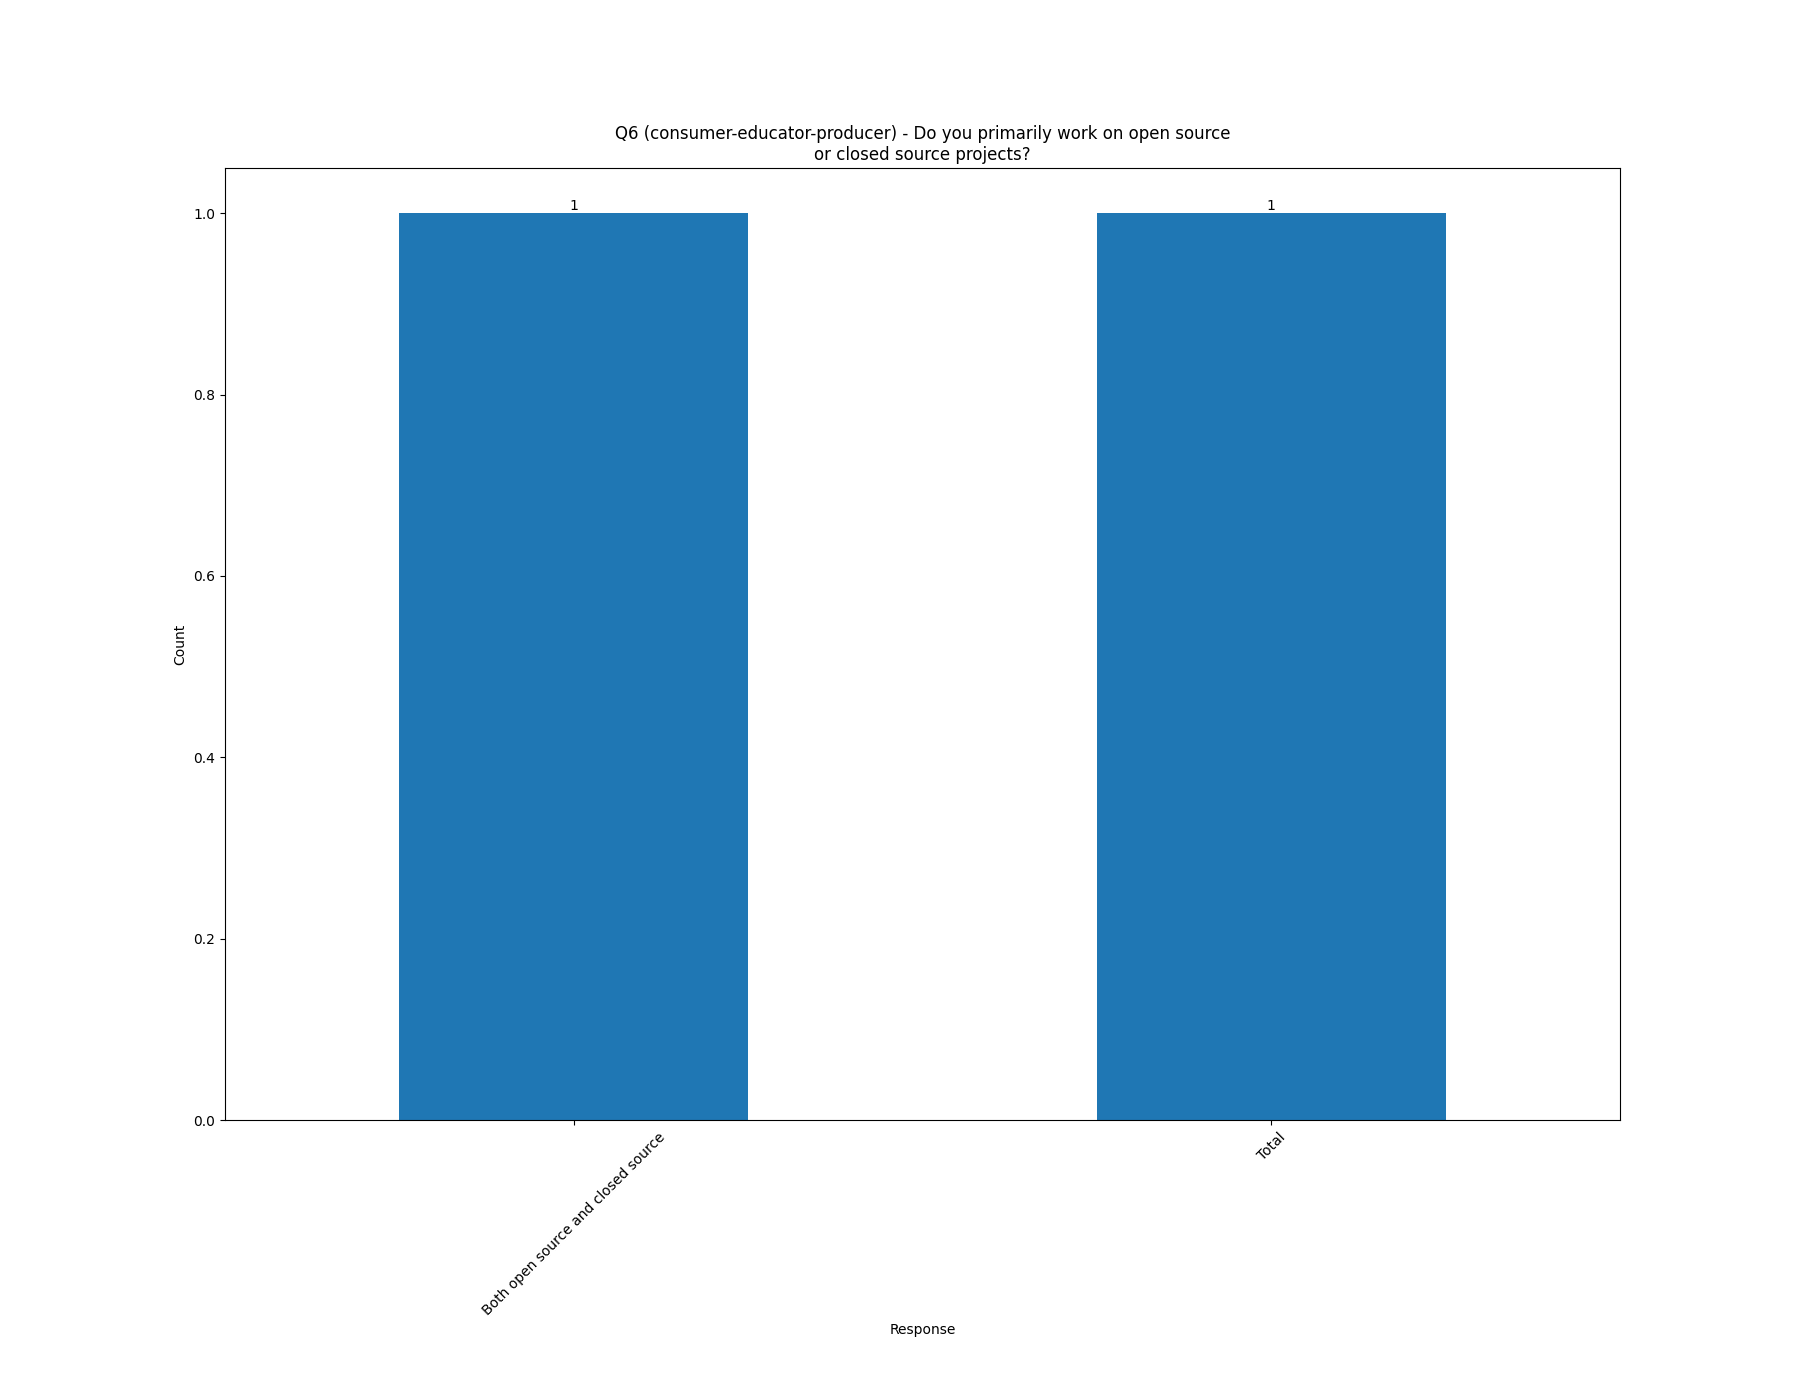 Q6 (consumer-educator-producer) - Do you primarily work on open source
or closed source projects?
1
1
1.0
0.8
0.6
0.4
0.2
0.0
Count
Both open source and closed source
Total
Response